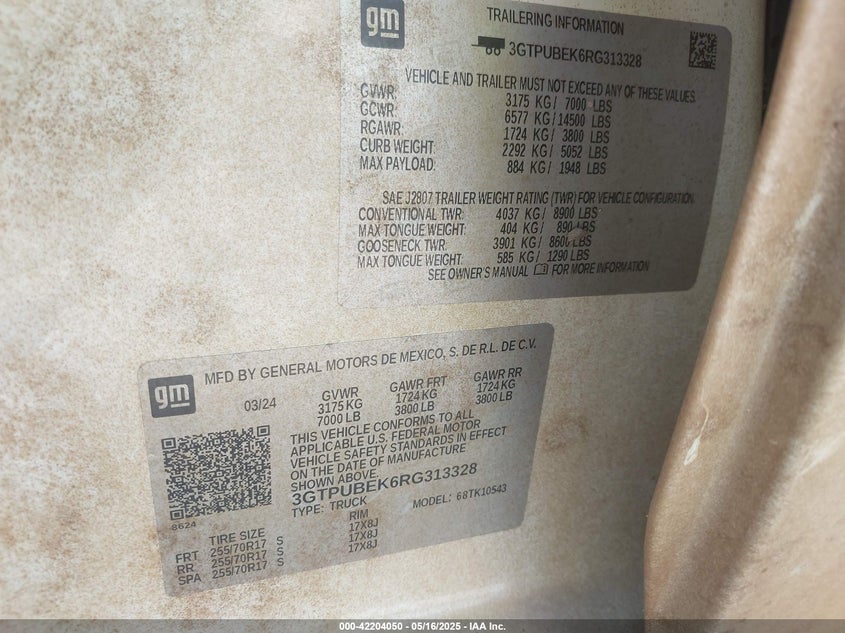 gm
TRAILERING INFORMATION
3GTPUBEK6RG313328
VEHICLE AND TRAILER MUST NOT EXCEED ANY OF THESE VALUES.
GVWR: 3175 KG / 7000 LBS
GCWR: 6577 KG / 14500 LBS
RGAWR: 1724 KG / 3800 LBS
CURB WEIGHT: 2292 KG / 5052 LBS
MAX PAYLOAD: 884 KG / 1948 LBS
SAE J2807 TRAILER WEIGHT RATING (TWR) FOR VEHICLE CONFIGURATION.
CONVENTIONAL TWR: 4037 KG / 8900 LBS
MAX TONGUE WEIGHT: 404 KG / 890 LBS
GOOSENECK TWR: 3901 KG / 8600 LBS
MAX TONGUE WEIGHT: 585 KG / 1290 LBS
SEE OWNER'S MANUAL FOR MORE INFORMATION
gm
MFD BY GENERAL MOTORS DE MEXICO, S. DE R.L. DE C.V.
03/24
GVWR GAWR FRT GAWR RR
3175 KG 1724 KG 1724 KG
7000 LB 3800 LB 3800 LB
THIS VEHICLE CONFORMS TO ALL
APPLICABLE U.S. FEDERAL MOTOR
VEHICLE SAFETY STANDARDS IN EFFECT
ON THE DATE OF MANUFACTURE
SHOWN ABOVE.
3GTPUBEK6RG313328
TYPE: TRUCK MODEL: 68TK10543
8624
TIRE SIZE RIM
FRT 255/70R17 S 17X8J
RR 255/70R17 S 17X8J
SPA 255/70R17 S 17X8J
000-42204050 - 05/16/2025 - IAA Inc.